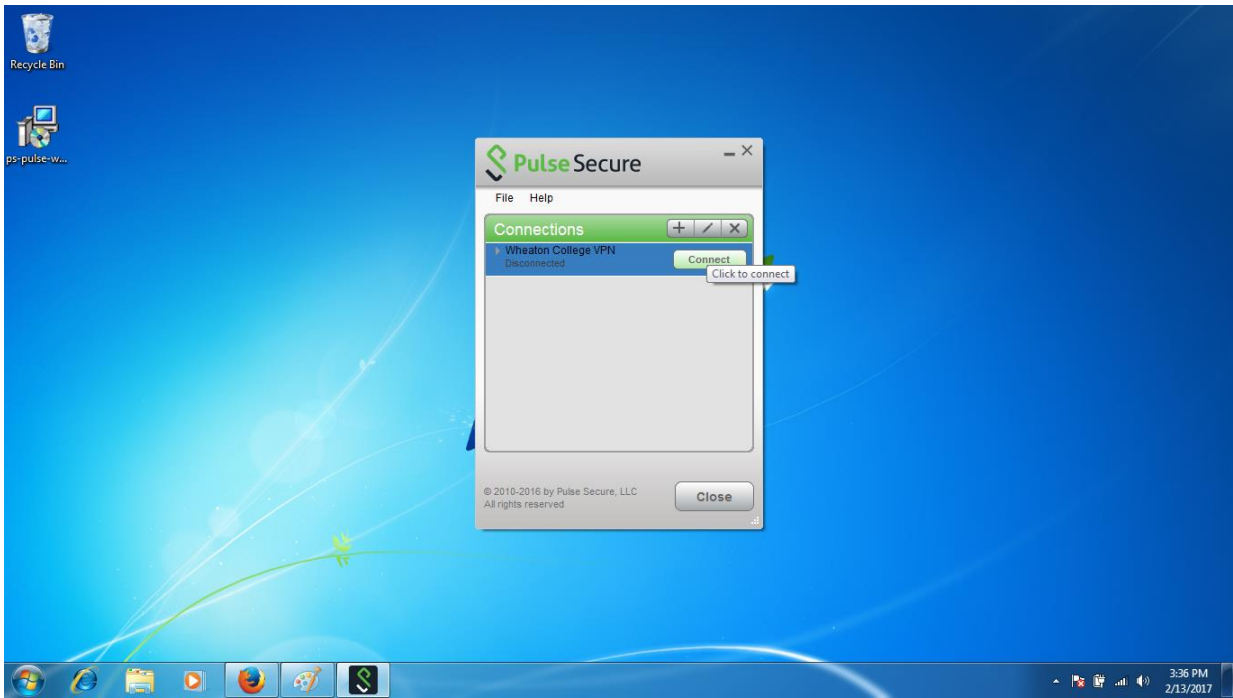 Recycle Bin
ps-pulse-w...
Pulse Secure
File Help
Connections
Wheaton College VPN
Disconnected
Connect
Click to connect
© 2010-2016 by Pulse Secure, LLC
All rights reserved
Close
3:36 PM
2/13/2017